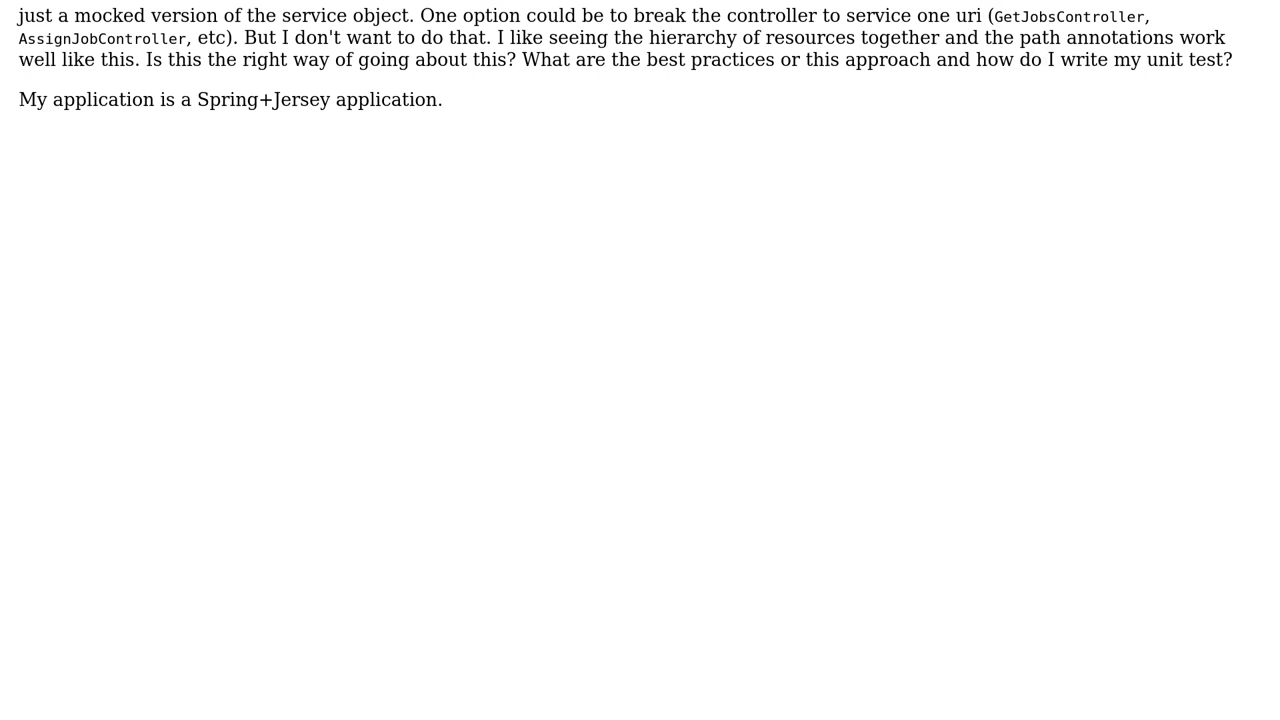 just a mocked version of the service object. One option could be to break the controller to service one uri (GetJobsController,
AssignJobController, etc). But I don't want to do that. I like seeing the hierarchy of resources together and the path annotations work
well like this. Is this the right way of going about this? What are the best practices or this approach and how do I write my unit test?
My application is a Spring+Jersey application.